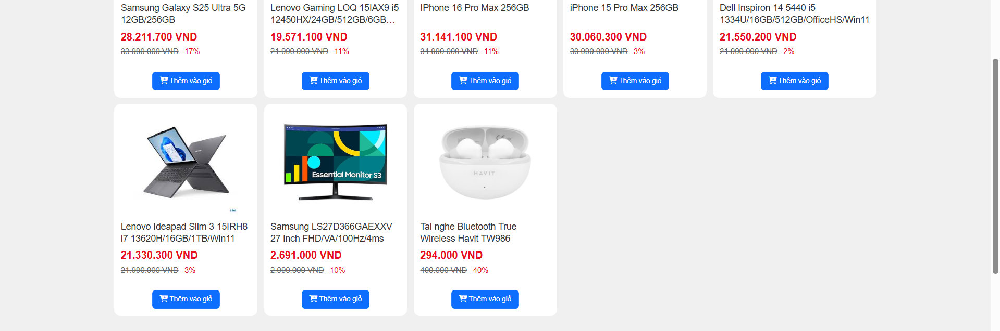 Samsung Galaxy S25 Ultra 5G
12GB/256GB
28.211.700 VND
33.990.000 VNĐ -17%
Thêm vào giỏ
Lenovo Gaming LOQ 15IAX9 i5
12450HX/24GB/512GB/6GB…
19.571.100 VND
21.990.000 VNĐ -11%
Thêm vào giỏ
IPhone 16 Pro Max 256GB
31.141.100 VND
34.990.000 VNĐ -11%
Thêm vào giỏ
iPhone 15 Pro Max 256GB
30.060.300 VND
30.990.000 VNĐ -3%
Thêm vào giỏ
Dell Inspiron 14 5440 i5
1334U/16GB/512GB/OfficeHS/Win11
21.550.200 VND
21.990.000 VNĐ -2%
Thêm vào giỏ
intel
Lenovo Ideapad Slim 3 15IRH8
i7 13620H/16GB/1TB/Win11
21.330.300 VND
21.990.000 VNĐ -3%
Thêm vào giỏ
Essential Monitor S3
Samsung LS27D366GAEXXV
27 inch FHD/VA/100Hz/4ms
2.691.000 VND
2.990.000 VNĐ -10%
Thêm vào giỏ
HAVIT
Tai nghe Bluetooth True
Wireless Havit TW986
294.000 VND
490.000 VNĐ -40%
Thêm vào giỏ